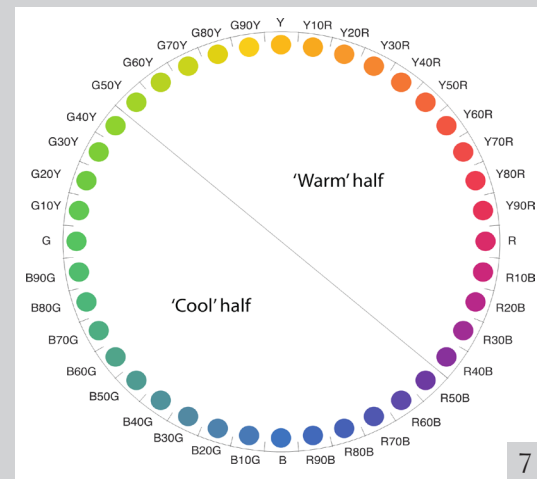 Y
Y10R
Y20R
Y30R
Y40R
Y50R
Y60R
Y70R
Y80R
Y90R
R
R10B
R20B
R30B
R40B
R50B
R60B
R70B
R80B
R90B
B
B10G
B20G
B30G
B40G
B50G
B60G
B70G
B80G
B90G
G
G10Y
G20Y
G30Y
G40Y
G50Y
G60Y
G70Y
G80Y
G90Y
'Warm' half
'Cool' half
7